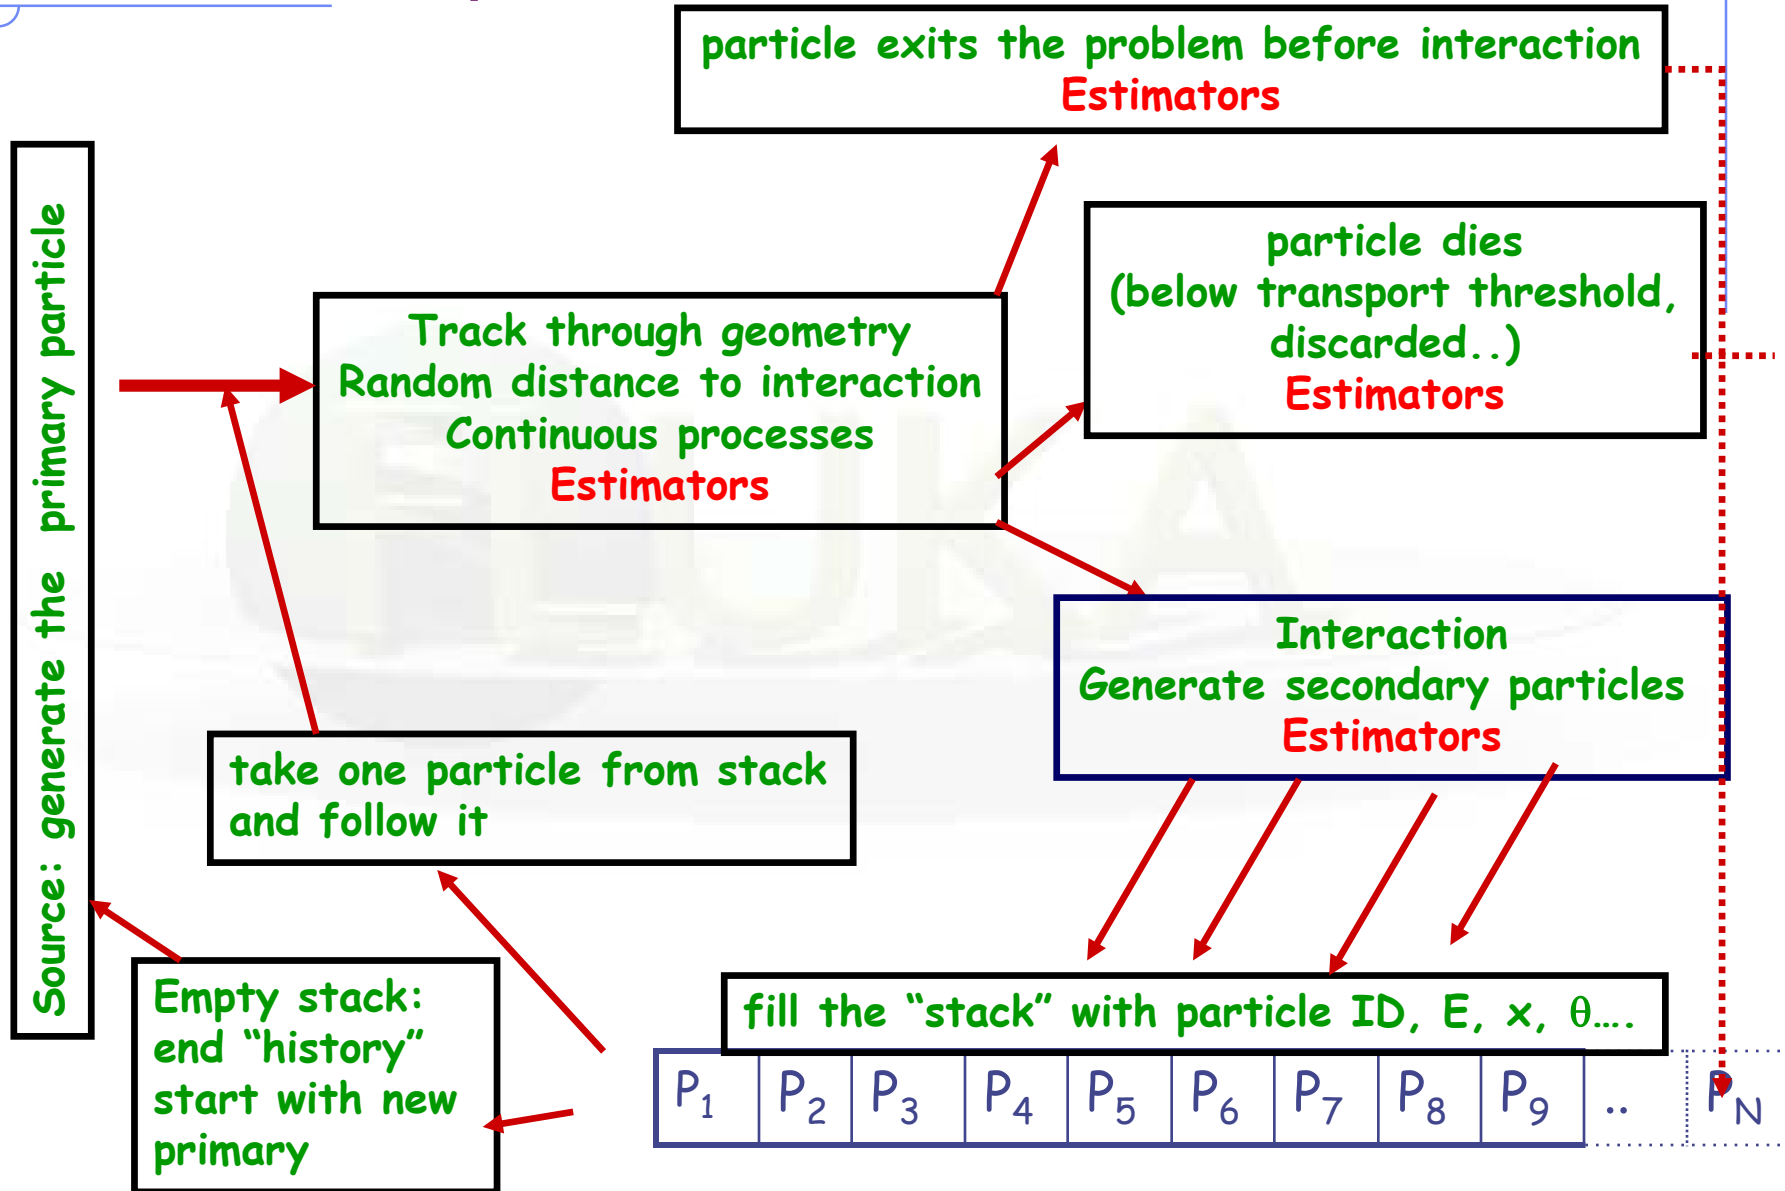 particle exits the problem before interaction
Estimators
Source: generate the primary particle
particle dies
(below transport threshold,
discarded..)
Estimators
Track through geometry
Random distance to interaction
Continuous processes
Estimators
Interaction
Generate secondary particles
Estimators
take one particle from stack
and follow it
Empty stack:
end “history”
start with new
primary
fill the “stack” with particle ID, E, x, θ….
P1 P2 P3 P4 P5 P6 P7 P8 P9 .. PN
FLUKA